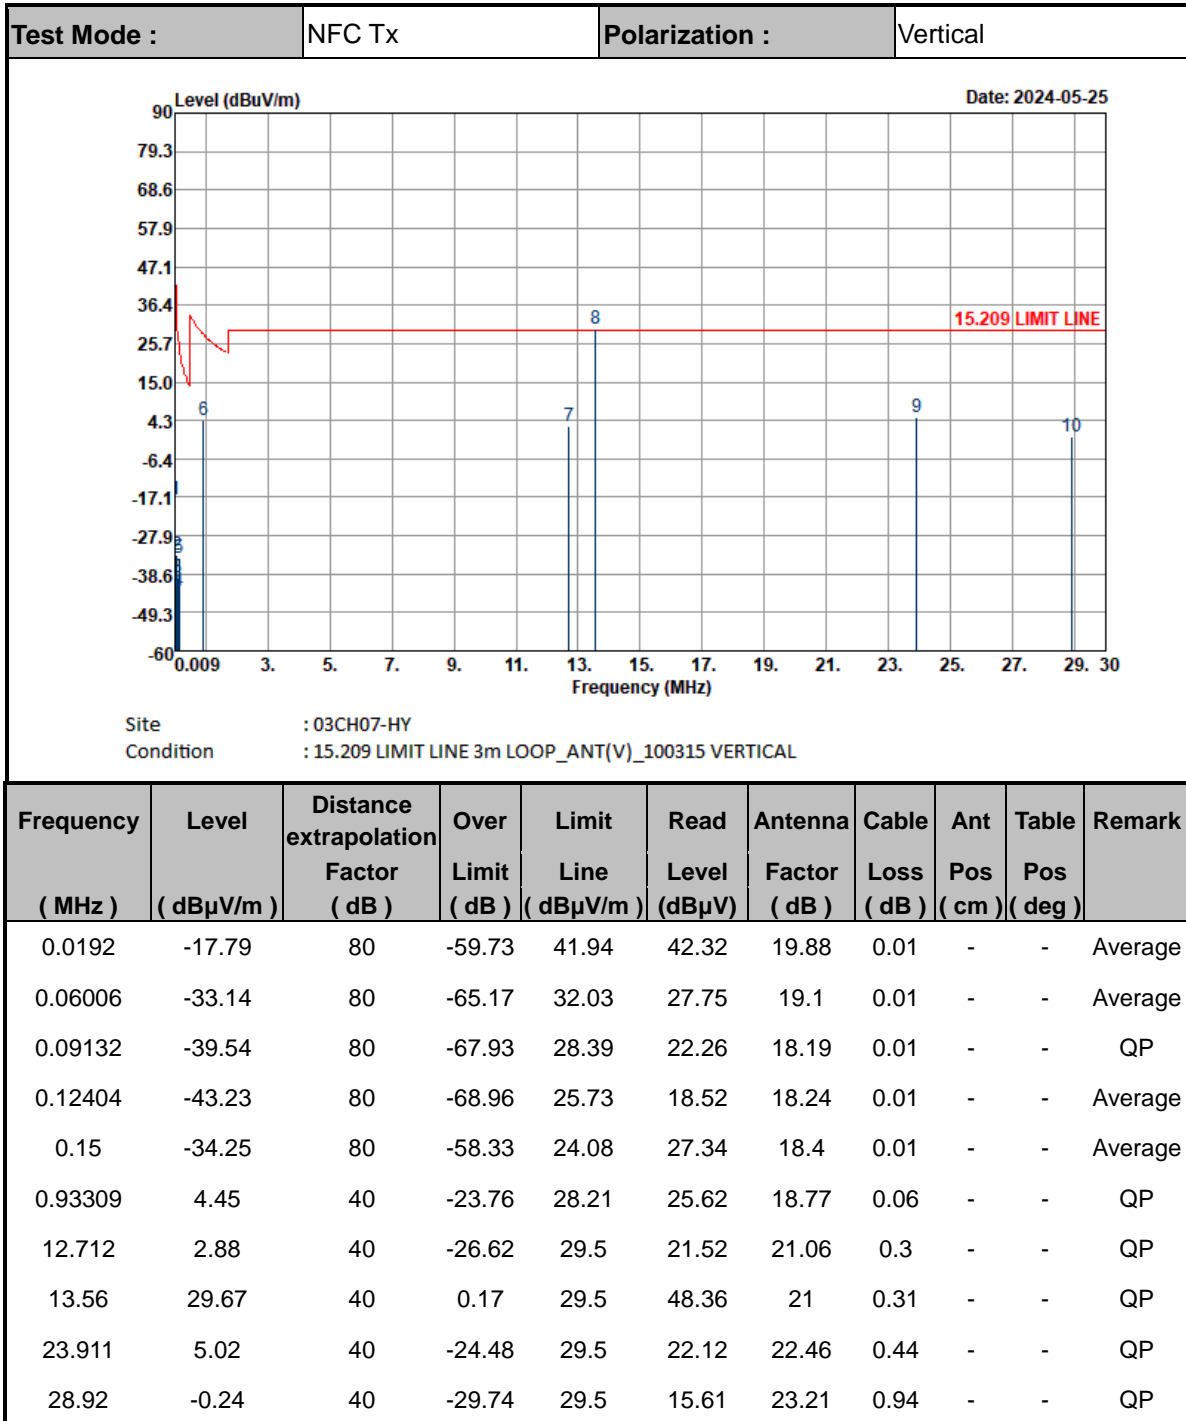 Test Mode : NFC Tx Polarization : Vertical
Level (dBuV/m) Date: 2024-05-25
90
79.3
68.6
57.9
47.1
36.4
8
15.209 LIMIT LINE
25.7
15.0
6
7
9
4.3
10
-6.4
-17.1
-27.9
-38.6
-49.3
-60
0.009 3. 5. 7. 9. 11. 13. 15. 17. 19. 21. 23. 25. 27. 29. 30
Frequency (MHz)
Site : 03CH07-HY
Condition : 15.209 LIMIT LINE 3m LOOP_ANT(V)_100315 VERTICAL
Frequency Level Distance extrapolation Over Limit Read Antenna Cable Ant Table Remark
Factor Limit Line Level Factor Loss Pos Pos
( MHz ) ( dBµV/m ) ( dB ) ( dB ) ( dBµV/m ) (dBµV) ( dB ) ( dB ) ( cm ) ( deg )
0.0192 -17.79 80 -59.73 41.94 42.32 19.88 0.01 - - Average
0.06006 -33.14 80 -65.17 32.03 27.75 19.1 0.01 - - Average
0.09132 -39.54 80 -67.93 28.39 22.26 18.19 0.01 - - QP
0.12404 -43.23 80 -68.96 25.73 18.52 18.24 0.01 - - Average
0.15 -34.25 80 -58.33 24.08 27.34 18.4 0.01 - - Average
0.93309 4.45 40 -23.76 28.21 25.62 18.77 0.06 - - QP
12.712 2.88 40 -26.62 29.5 21.52 21.06 0.3 - - QP
13.56 29.67 40 0.17 29.5 48.36 21 0.31 - - QP
23.911 5.02 40 -24.48 29.5 22.12 22.46 0.44 - - QP
28.92 -0.24 40 -29.74 29.5 15.61 23.21 0.94 - - QP